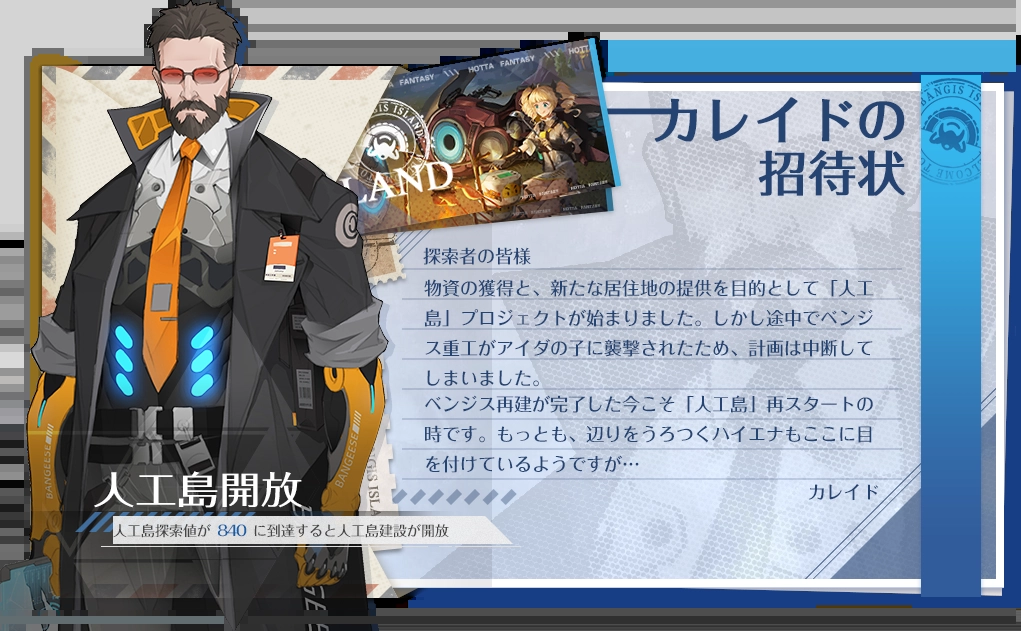 FANTASY
HOTTA FANTASY
HOTT
BANGIS ISLAND
LAND
カレイドの
招待状
探索者の皆様
物資の獲得と、新たな居住地の提供を目的として「人工
島」プロジェクトが始まりました。しかし途中でベンジ
ス重工がアイダの子に襲撃されたため、計画は中断して
しまいました。
ベンジス再建が完了した今こそ「人工島」再スタートの
時です。もっとも、辺りをうろつくハイエナもここに目
を付けているようですが…
カレイド
BANGEESE
BANGEESE
人工島開放
人工島探索値が 840 に到達すると人工島建設が開放